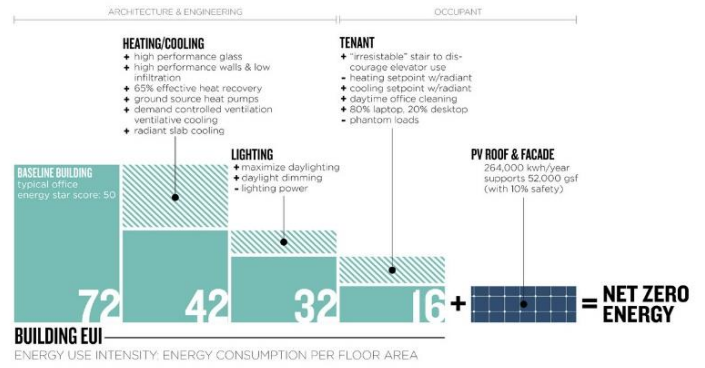 ARCHITECTURE & ENGINEERING
OCCUPANT
HEATING/COOLING
+ high performance glass
+ high performance walls & low
infiltration
+ 65% effective heat recovery
+ ground source heat pumps
+ demand controlled ventilation
ventilative cooling
+ radiant slab cooling
TENANT
+ "irresistable" stair to dis-
courage elevator use
- heating setpoint w/radiant
+ cooling setpoint w/radiant
+ daytime office cleaning
+ 80% laptop, 20% desktop
- phantom loads
LIGHTING
+ maximize daylighting
+ daylight dimming
- lighting power
PV ROOF & FACADE
264,000 kwh/year
supports 52,000 gsf
(with 10% safety)
BASELINE BUILDING
typical office
energy star score: 50
72
42
32
16
+
= NET ZERO
ENERGY
BUILDING EUI
ENERGY USE INTENSITY: ENERGY CONSUMPTION PER FLOOR AREA